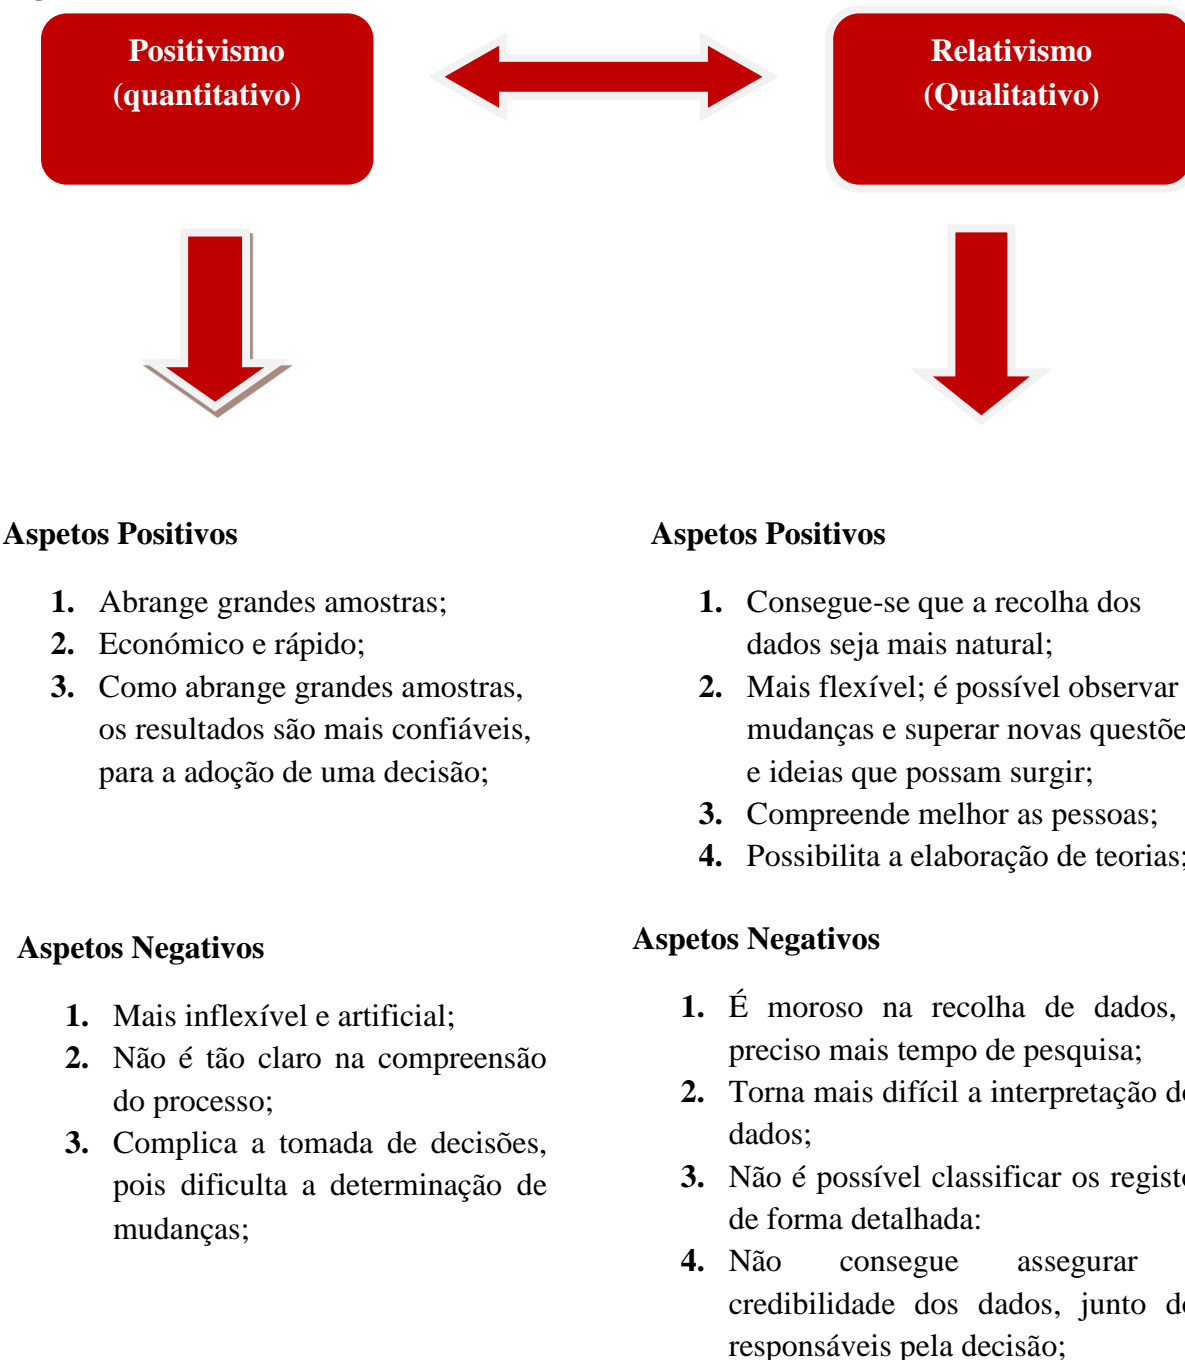 Positivismo
(quantitativo)
Relativismo
(Qualitativo)
Aspetos Positivos
1. Abrange grandes amostras;
2. Económico e rápido;
3. Como abrange grandes amostras,
os resultados são mais confiáveis,
para a adoção de uma decisão;
Aspetos Negativos
1. Mais inflexível e artificial;
2. Não é tão claro na compreensão
do processo;
3. Complica a tomada de decisões,
pois dificulta a determinação de
mudanças;
Aspetos Positivos
1. Consegue-se que a recolha dos
dados seja mais natural;
2. Mais flexível; é possível observar
mudanças e superar novas questõe
e ideias que possam surgir;
3. Compreende melhor as pessoas;
4. Possibilita a elaboração de teorias;
Aspetos Negativos
1. É moroso na recolha de dados,
preciso mais tempo de pesquisa;
2. Torna mais difícil a interpretação do
dados;
3. Não é possível classificar os registo
de forma detalhada:
4. Não consegue assegurar
credibilidade dos dados, junto do
responsáveis pela decisão;